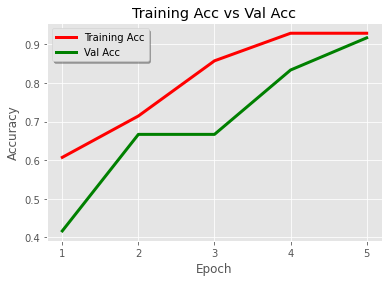 Training Acc vs Val Acc
Training Acc
Val Acc
0.9
0.8
0.7
0.6
0.5
0.4
Accuracy
1 2 3 4 5
Epoch